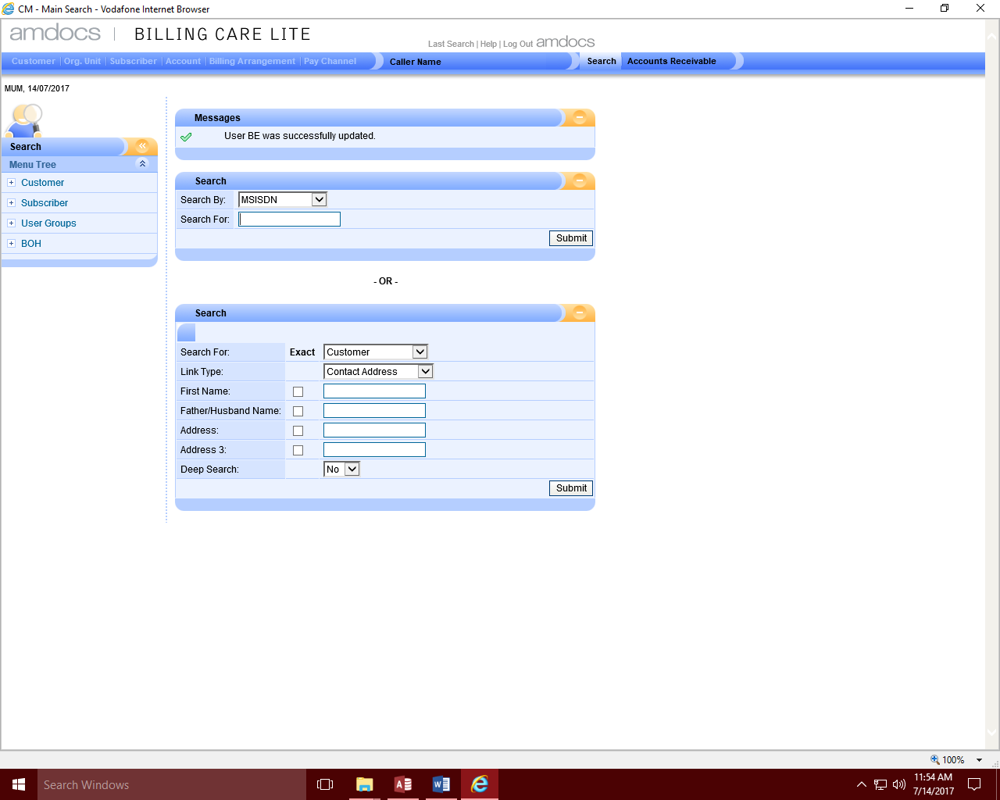 CM - Main Search - Vodafone Internet Browser
amdocs | BILLING CARE LITE
Last Search | Help | Log Out amdocs
Customer | Org. Unit | Subscriber | Account | Billing Arrangement | Pay Channel Caller Name Search Accounts Receivable
MUM, 14/07/2017
Search
Menu Tree
Customer
Subscriber
User Groups
BOH
Messages
User BE was successfully updated.
Search
Search By: MSISDN
Search For:
Submit
- OR -
Search
Search For: Exact Customer
Link Type: Contact Address
First Name:
Father/Husband Name:
Address:
Address 3:
Deep Search: No
Submit
100%
Search Windows
11:54 AM
7/14/2017